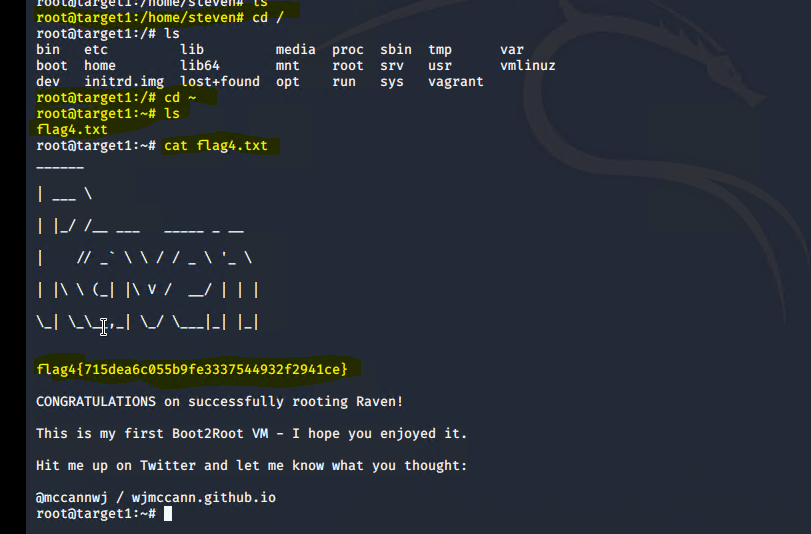 root@target1:/home/steven# ls
root@target1:/home/steven# cd /
root@target1:/# ls
bin   etc         lib         media  proc  sbin  tmp      var
boot  home        lib64       mnt    root  srv   usr      vmlinuz
dev   initrd.img  lost+found  opt    run   sys   vagrant
root@target1:/# cd ~
root@target1:~# ls
flag4.txt
root@target1:~# cat flag4.txt
______
| ___ \
| |_/ /__ ___   _____ _ __
|    // _` \ \ / / _ \ '_ \
| |\ \ (_| |\ V /  __/ | | |
\_| \_\__,_| \_/ \___|_| |_|
flag4{715dea6c055b9fe3337544932f2941ce}
CONGRATULATIONS on successfully rooting Raven!
This is my first Boot2Root VM - I hope you enjoyed it.
Hit me up on Twitter and let me know what you thought:
@mccannwj / wjmccann.github.io
root@target1:~#